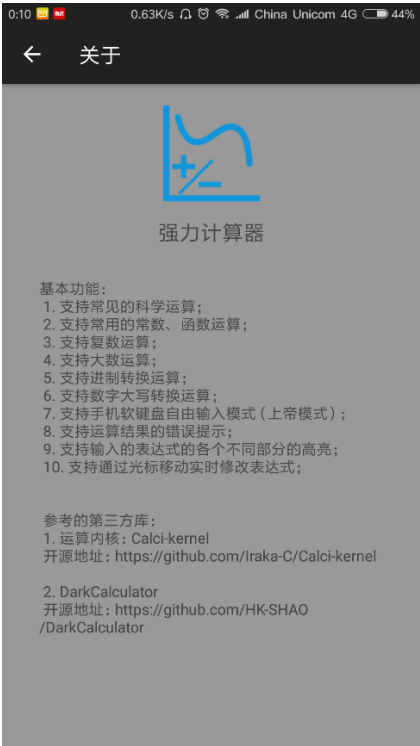 0:10 0.63K/s China Unicom 4G 44%
关于
强力计算器
基本功能：
1. 支持常见的科学运算；
2. 支持常用的常数、函数运算；
3. 支持复数运算；
4. 支持大数运算；
5. 支持进制转换运算；
6. 支持数字大写转换运算；
7. 支持手机软键盘自由输入模式（上帝模式）；
8. 支持运算结果的错误提示；
9. 支持输入的表达式的各个不同部分的高亮；
10. 支持通过光标移动实时修改表达式；
参考的第三方库：
1. 运算内核：Calci-kernel
开源地址：https://github.com/Iraka-C/Calci-kernel
2. DarkCalculator
开源地址：https://github.com/HK-SHAO
/DarkCalculator